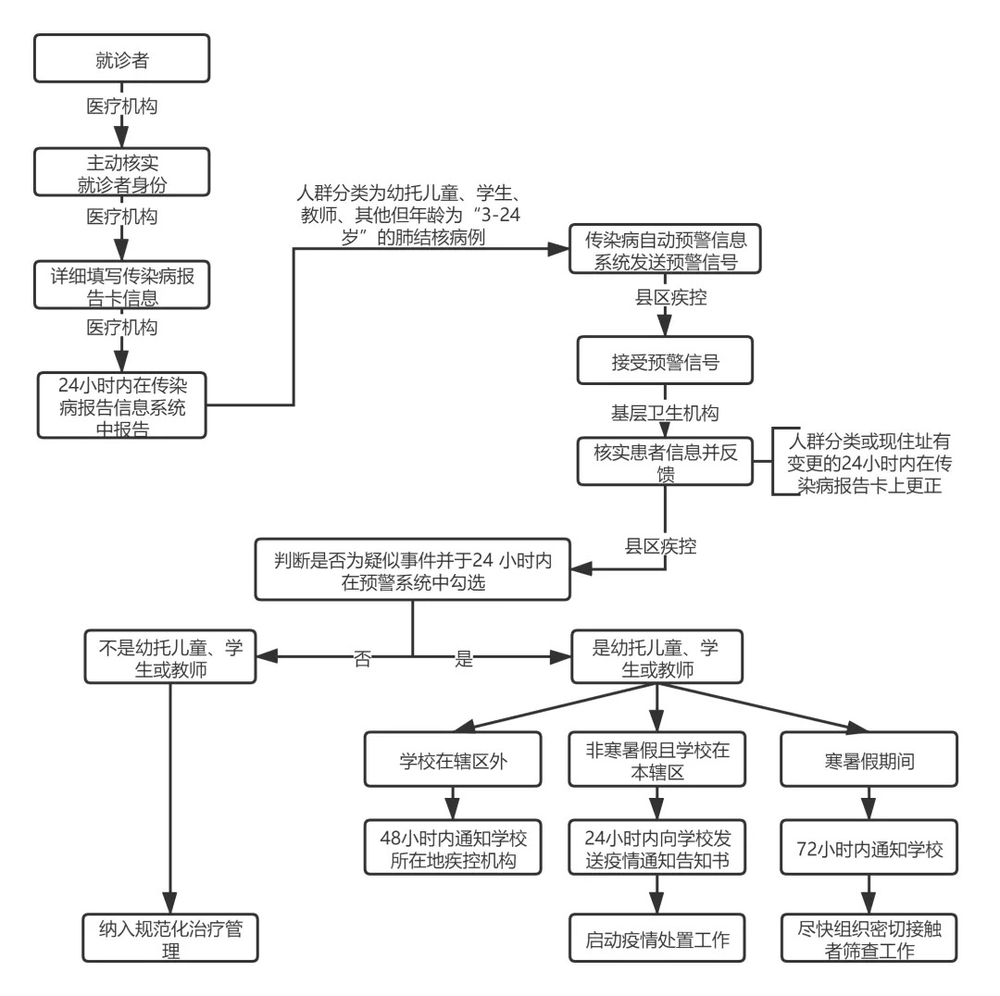 就诊者
医疗机构
主动核实
就诊者身份
医疗机构
详细填写传染病报
告卡信息
医疗机构
24小时内在传染
病报告信息系统
中报告
人群分类为幼托儿童、学生、
教师、其他但年龄为“3-24
岁”的肺结核病例
传染病自动预警信息
系统发送预警信号
县区疾控
接受预警信号
基层卫生机构
核实患者信息并反
馈
人群分类或现住址有
变更的24小时内在传
染病报告卡上更正
县区疾控
判断是否为疑似事件并于24 小时内
在预警系统中勾选
否
是
不是幼托儿童、学
生或教师
是幼托儿童、学
生或教师
学校在辖区外
非寒暑假且学校在
本辖区
寒暑假期间
48小时内通知学校
所在地疾控机构
24小时内向学校发
送疫情通知告知书
72小时内通知学校
纳入规范化治疗管
理
启动疫情处置工作
尽快组织密切接触
者筛查工作